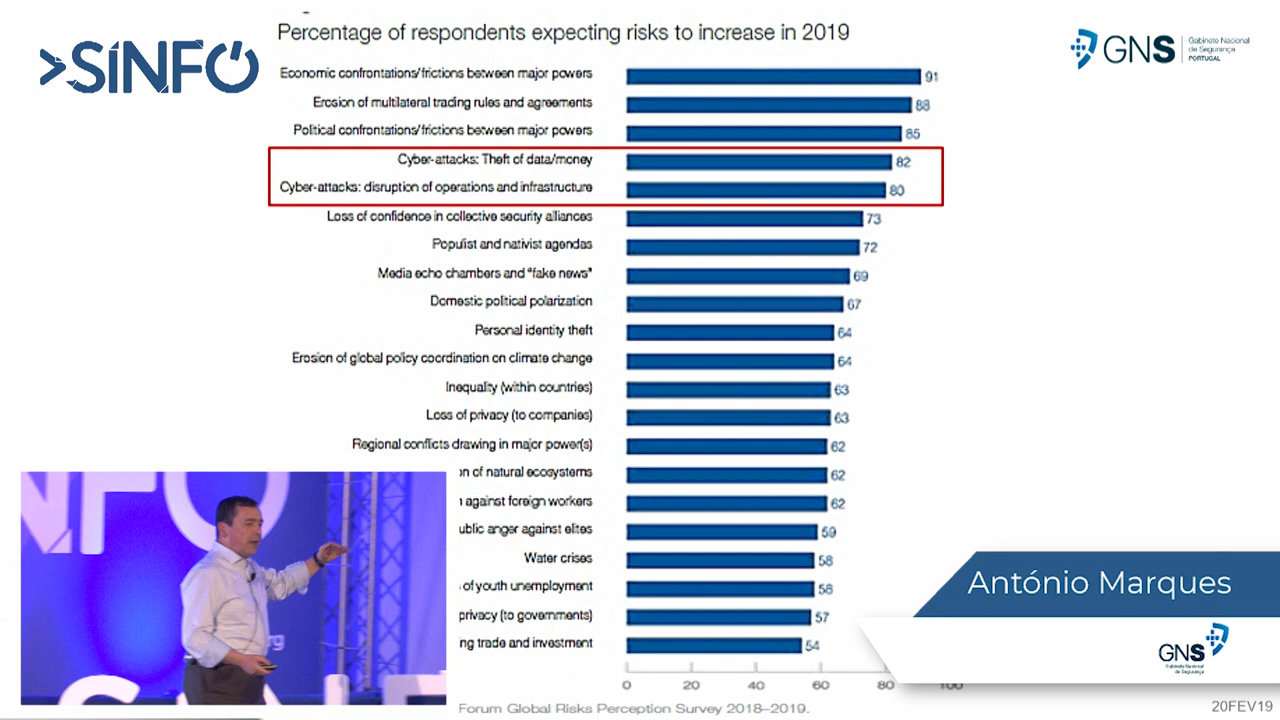 Percentage of respondents expecting risks to increase in 2019
>SINFO
GNS
Gabinete Nacional
de Segurança
PORTUGAL
Economic confrontations/frictions between major powers 91
Erosion of multilateral trading rules and agreements 88
Political confrontations/frictions between major powers 85
Cyber-attacks: Theft of data/money 82
Cyber-attacks: disruption of operations and infrastructure 80
Loss of confidence in collective security alliances 73
Populist and nativist agendas 72
Media echo chambers and "fake news" 69
Domestic political polarization 67
Personal identity theft 64
Erosion of global policy coordination on climate change 64
Inequality (within countries) 63
Loss of privacy (to companies) 63
Regional conflicts drawing in major power(s) 62
of natural ecosystems 62
against foreign workers 62
anger against elites 59
Water crises 58
of youth unemployment 58
privacy (to governments) 57
trade and investment 54
0 20 40 60 80 100
Forum Global Risks Perception Survey 2018–2019.
NFO
António Marques
GNS
Gabinete Nacional
de Segurança
20FEV19